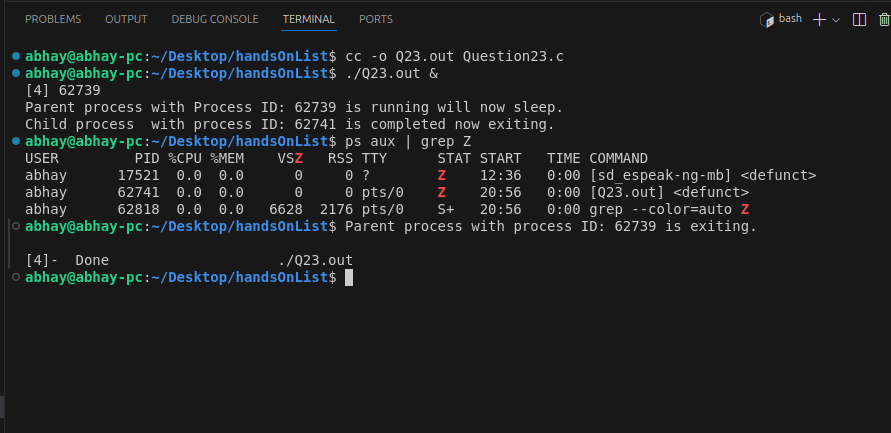 PROBLEMS OUTPUT DEBUG CONSOLE TERMINAL PORTS bash
abhay@abhay-pc:~/Desktop/handsOnList$ cc -o Q23.out Question23.c
abhay@abhay-pc:~/Desktop/handsOnList$ ./Q23.out &
[4] 62739
Parent process with Process ID: 62739 is running will now sleep.
Child process  with process ID: 62741 is completed now exiting.
abhay@abhay-pc:~/Desktop/handsOnList$ ps aux | grep Z
USER         PID %CPU %MEM    VSZ   RSS TTY      STAT START   TIME COMMAND
abhay      17521  0.0  0.0      0     0 ?        Z    12:36   0:00 [sd_espeak-ng-mb] <defunct>
abhay      62741  0.0  0.0      0     0 pts/0    Z    20:56   0:00 [Q23.out] <defunct>
abhay      62818  0.0  0.0   6628  2176 pts/0    S+   20:56   0:00 grep --color=auto Z
abhay@abhay-pc:~/Desktop/handsOnList$ Parent process with process ID: 62739 is exiting.
[4]-  Done                    ./Q23.out
abhay@abhay-pc:~/Desktop/handsOnList$